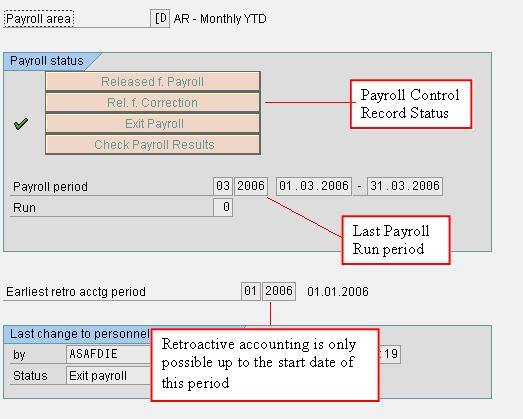 Payroll area [D AR - Monthly YTD
Payroll status
Released f. Payroll
Rel. f. Correction
Exit Payroll
Check Payroll Results
Payroll Control
Record Status
Payroll period 03 2006 01.03.2006 - 31.03.2006
Run 0
Last Payroll
Run period
Earliest retro acctg period 01 2006 01.01.2006
Last change to personnel
by ASAFDIE :19
Status Exit payroll
Retroactive accounting is only
possible up to the start date of
this period